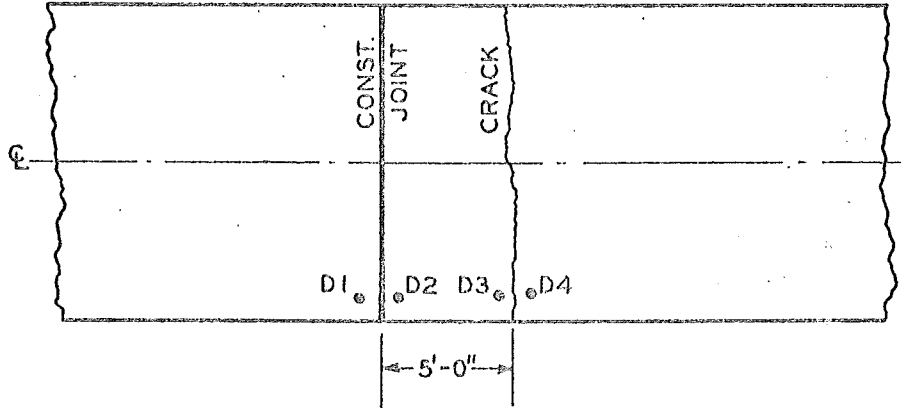 CONST.
JOINT
CRACK
℄
D1
D2
D3
D4
5'-0"